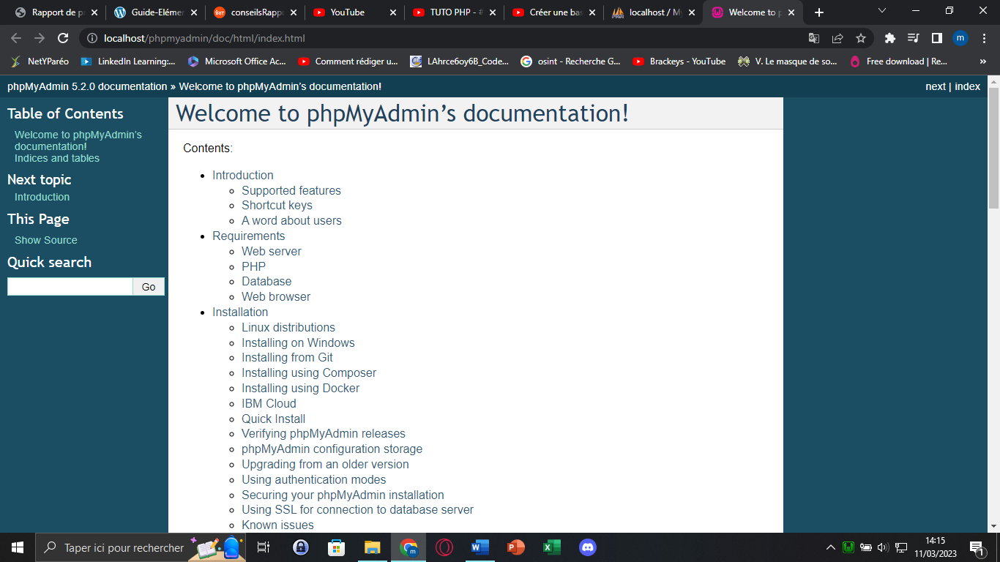 Rapport de p
Guide-Eléme
conseilsRapp
YouTube
TUTO PHP -
Créer une ba
localhost / My
Welcome to p
localhost/phpmyadmin/doc/html/index.html
m
NetYParéo
LinkedIn Learning:...
Microsoft Office Ac...
Comment rédiger u...
LAhrce6oy6B_Code...
osint - Recherche G...
Brackeys - YouTube
V. Le masque de so...
Free download | Re...
»
phpMyAdmin 5.2.0 documentation » Welcome to phpMyAdmin’s documentation!
next | index
Table of Contents
Welcome to phpMyAdmin’s
documentation!
Indices and tables
Next topic
Introduction
This Page
Show Source
Quick search
Go
Welcome to phpMyAdmin’s documentation!
Contents:
Introduction
Supported features
Shortcut keys
A word about users
Requirements
Web server
PHP
Database
Web browser
Installation
Linux distributions
Installing on Windows
Installing from Git
Installing using Composer
Installing using Docker
IBM Cloud
Quick Install
Verifying phpMyAdmin releases
phpMyAdmin configuration storage
Upgrading from an older version
Using authentication modes
Securing your phpMyAdmin installation
Using SSL for connection to database server
Known issues
Taper ici pour rechercher
14:15
11/03/2023
1